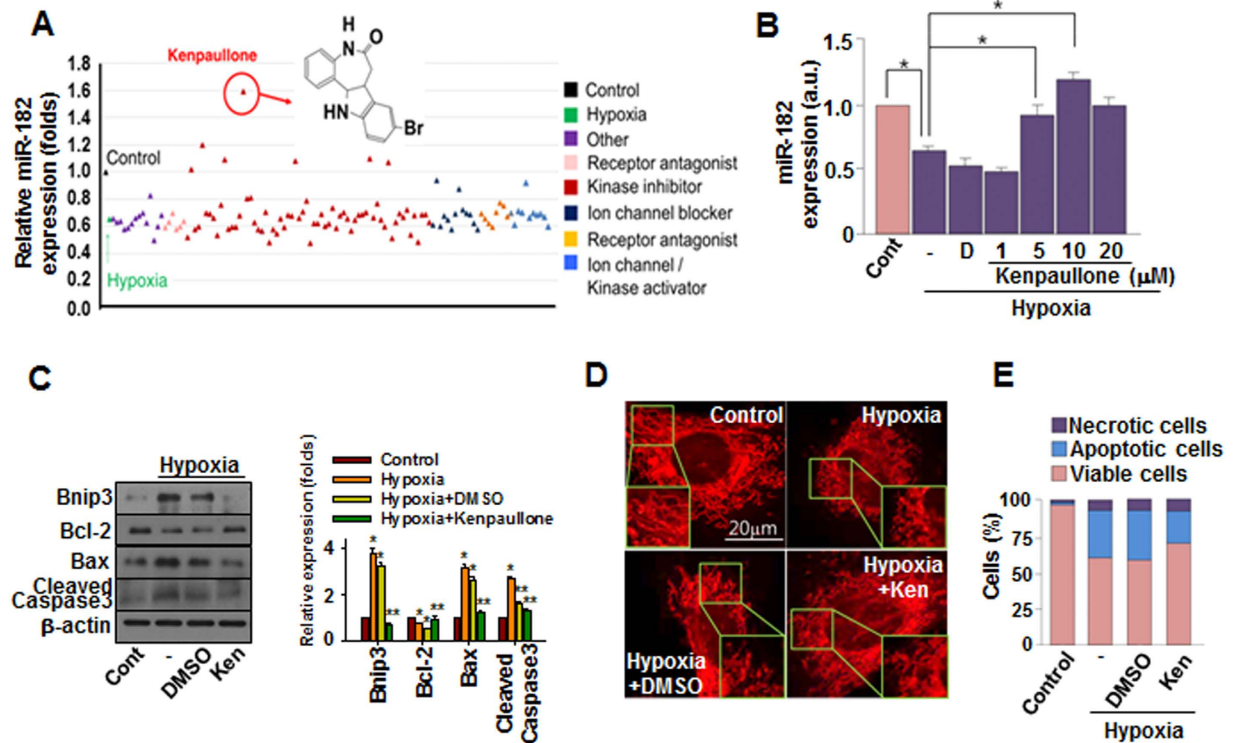 A
Relative miR-182
expression (folds)
1.8
1.6
1.4
1.2
1.0
0.8
0.6
0.4
0.2
0.0
Kenpaullone
Control
Hypoxia
H
N
O
HN
Br
Control
Hypoxia
Other
Receptor antagonist
Kinase inhibitor
Ion channel blocker
Receptor antagonist
Ion channel /
Kinase activator
B
miR-182
expression (a.u.)
1.5
1.0
0.5
0
*
*
*
Cont
- D 1 5 10 20
Kenpaullone (μM)
Hypoxia
C
Hypoxia
Bnip3
Bcl-2
Bax
Cleaved
Caspase3
β-actin
Cont - DMSO Ken
Control
Hypoxia
Hypoxia+DMSO
Hypoxia+Kenpaullone
Relative expression (folds)
4
2
0
* * **
* * **
* * **
* ** **
Bnip3
Bcl-2
Bax
Cleaved
Caspase3
D
Control
20μm
Hypoxia
Hypoxia
+DMSO
Hypoxia
+Ken
E
Necrotic cells
Apoptotic cells
Viable cells
Cells (%)
100
75
50
25
0
Control - DMSO Ken
Hypoxia